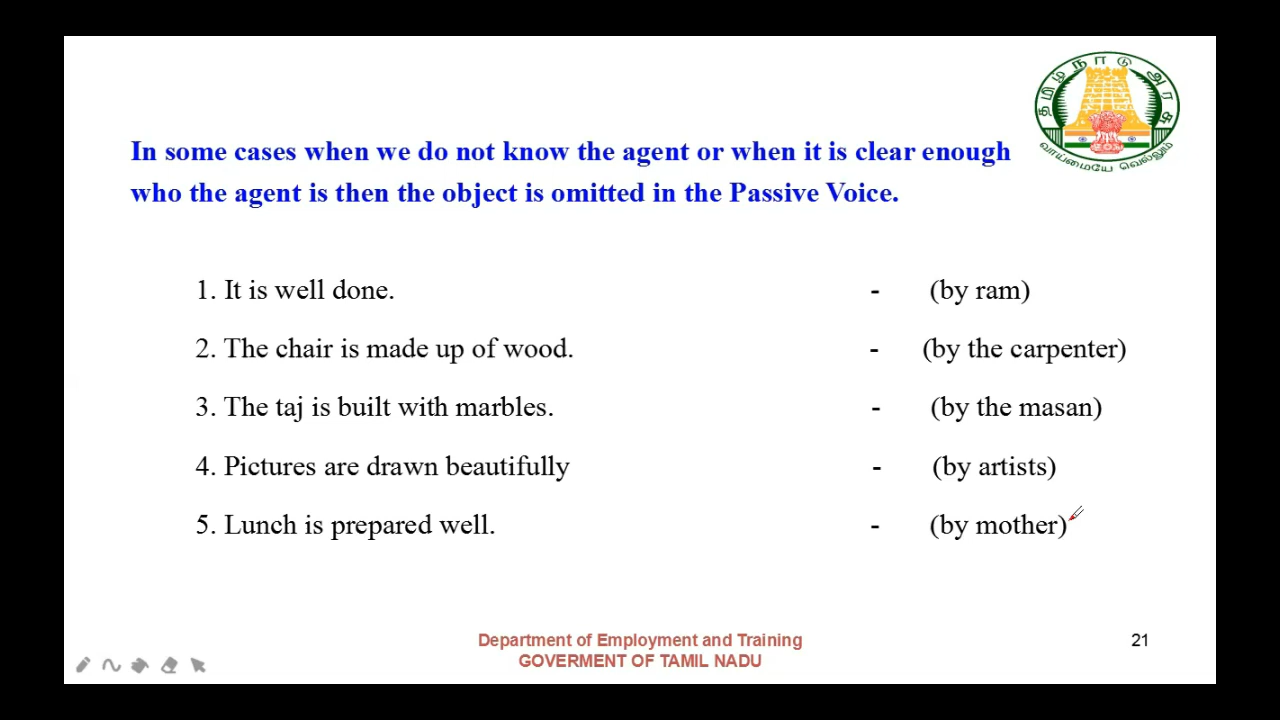 தமிழ்நாடு அரசு
வாய்மையே வெல்லும்
In some cases when we do not know the agent or when it is clear enough
who the agent is then the object is omitted in the Passive Voice.
1. It is well done. - (by ram)
2. The chair is made up of wood. - (by the carpenter)
3. The taj is built with marbles. - (by the masan)
4. Pictures are drawn beautifully - (by artists)
5. Lunch is prepared well. - (by mother)
Department of Employment and Training
GOVERMENT OF TAMIL NADU
21